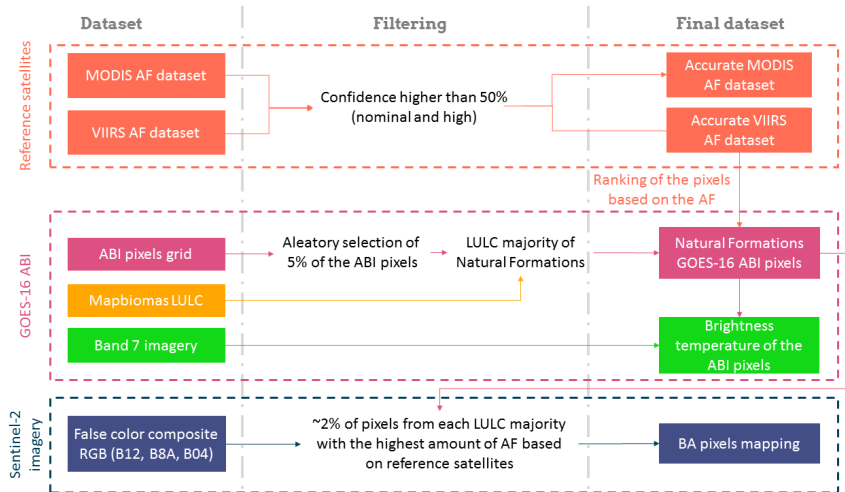 Dataset
Filtering
Final dataset
Reference satellites
MODIS AF dataset
VIIRS AF dataset
Confidence higher than 50%
(nominal and high)
Accurate MODIS
AF dataset
Accurate VIIRS
AF dataset
Ranking of the pixels
based on the AF
GOES-16 ABI
ABI pixels grid
Aleatory selection of
5% of the ABI pixels
LULC majority of
Natural Formations
Natural Formations
GOES-16 ABI pixels
Mapbiomas LULC
Band 7 imagery
Brightness
temperature of the
ABI pixels
Sentinel-2
imagery
False color composite
RGB (B12, B8A, B04)
~2% of pixels from each LULC majority
with the highest amount of AF based
on reference satellites
BA pixels mapping